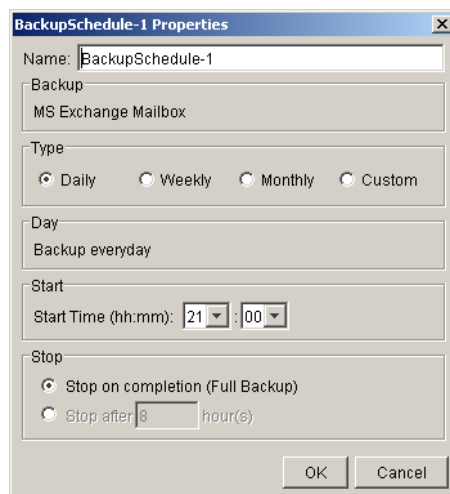 BackupSchedule-1 Properties
Name: BackupSchedule-1
Backup
MS Exchange Mailbox
Type
Daily Weekly Monthly Custom
Day
Backup everyday
Start
Start Time (hh:mm): 21 : 00
Stop
Stop on completion (Full Backup)
Stop after 8 hour(s)
OK Cancel